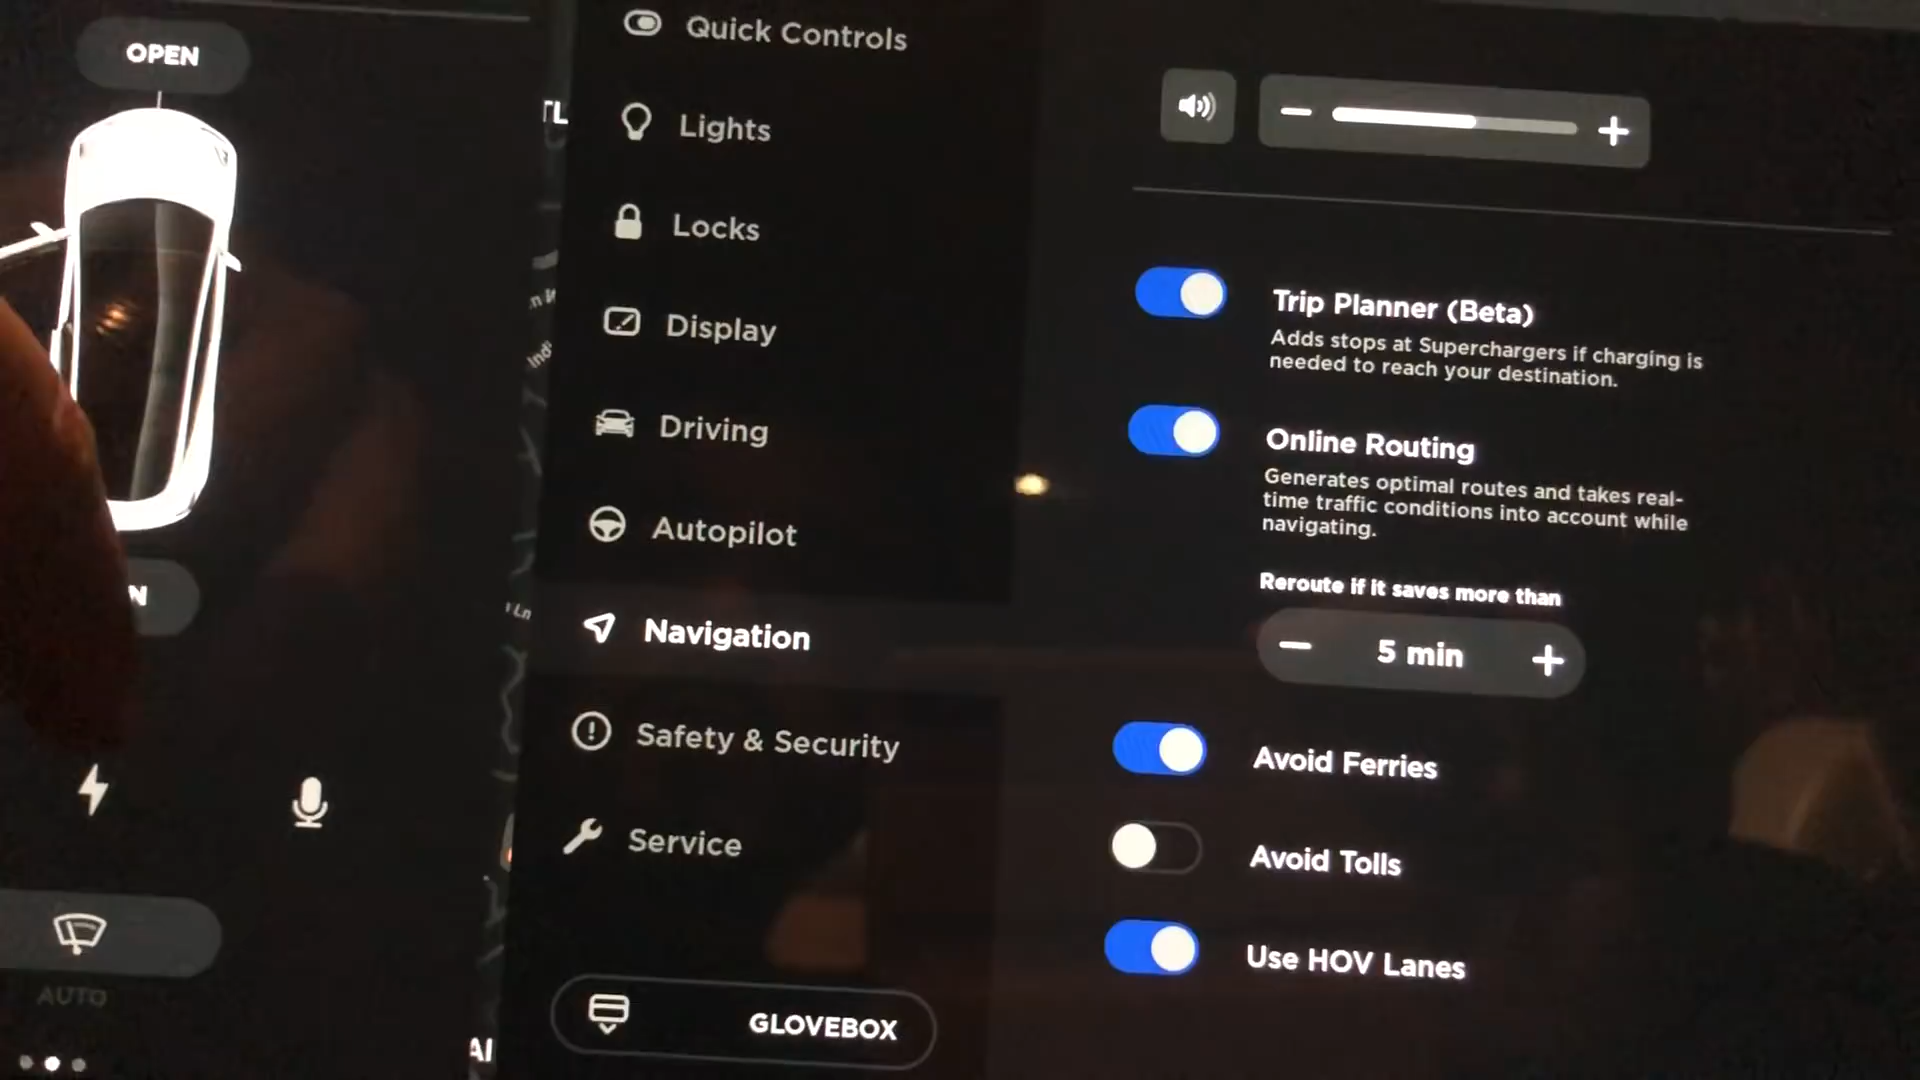 OPEN
Quick Controls
Lights
Locks
Display
Driving
Autopilot
Navigation
Safety & Security
Service
GLOVEBOX
Trip Planner (Beta)
Adds stops at Superchargers if charging is
needed to reach your destination.
Online Routing
Generates optimal routes and takes real-
time traffic conditions into account while
navigating.
Reroute if it saves more than
5 min
Avoid Ferries
Avoid Tolls
Use HOV Lanes
AUTO
Ln